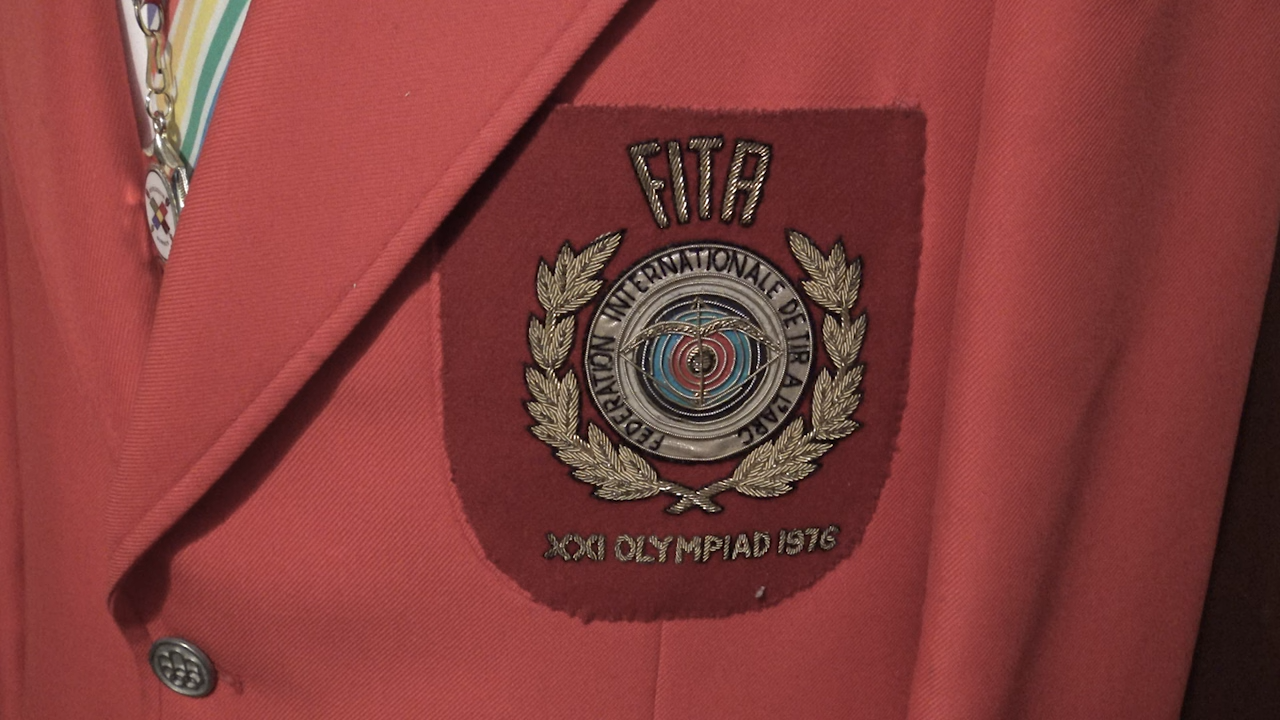 FITA
FEDERATION INTERNATIONALE DE TIR A L'ARC
XXI OLYMPIAD 1976